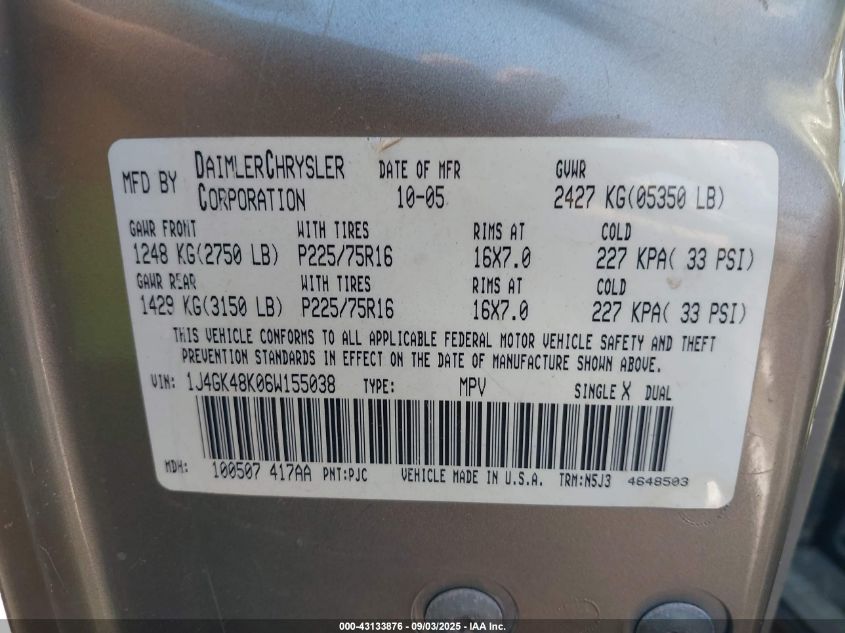 MFD BY DAIMLERCHRYSLER CORPORATION DATE OF MFR 10-05 GVWR 2427 KG(05350 LB)
GAWR FRONT WITH TIRES RIMS AT COLD
1248 KG(2750 LB) P225/75R16 16X7.0 227 KPA( 33 PSI)
GAWR REAR WITH TIRES RIMS AT COLD
1429 KG(3150 LB) P225/75R16 16X7.0 227 KPA( 33 PSI)
THIS VEHICLE CONFORMS TO ALL APPLICABLE FEDERAL MOTOR VEHICLE SAFETY AND THEFT
PREVENTION STANDARDS IN EFFECT ON THE DATE OF MANUFACTURE SHOWN ABOVE.
VIN: 1J4GK48K06W155038 TYPE: MPV SINGLE X DUAL
MDH: 100507 417AA PNT:PJC VEHICLE MADE IN U.S.A. TRM:N5J3 4648503
000-43133876 - 09/03/2025 - IAA Inc.